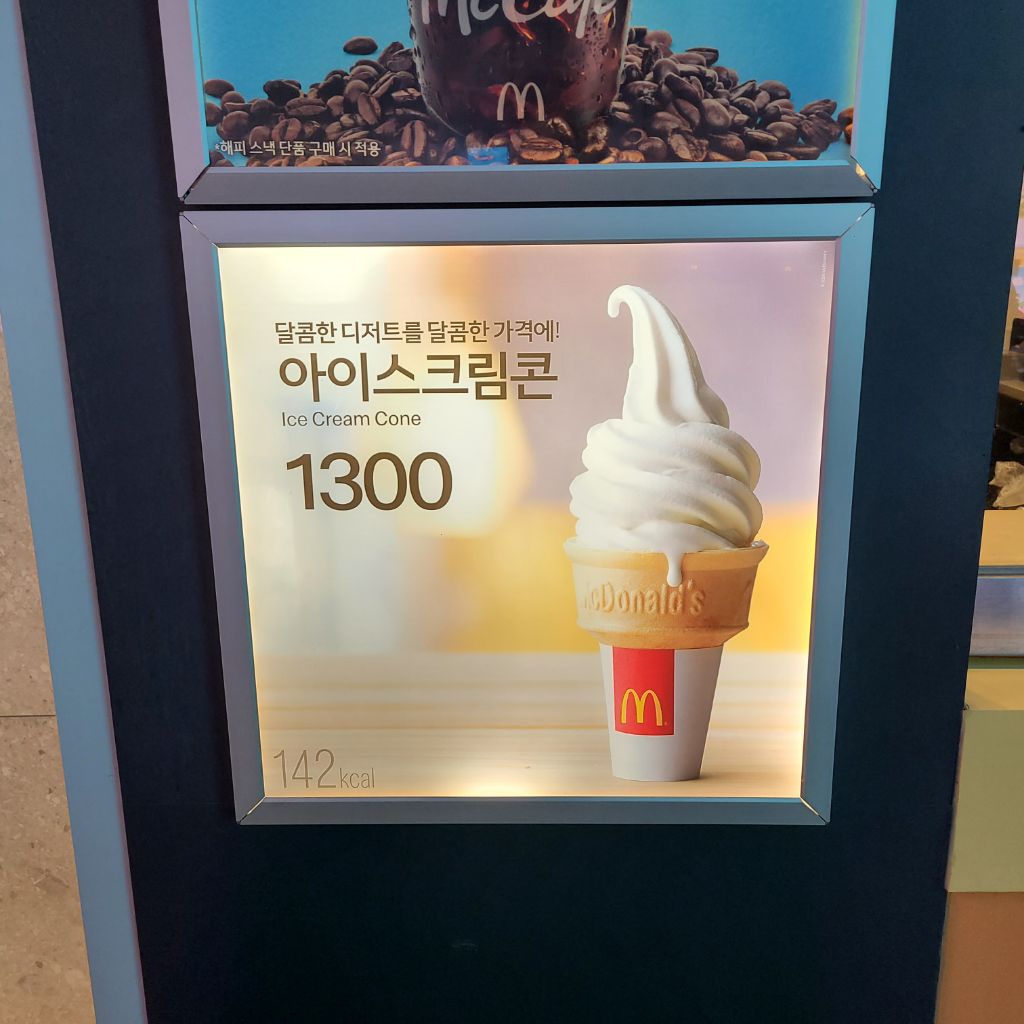 McCafé
*해피 스낵 단품 구매 시 적용
달콤한 디저트를 달콤한 가격에!
아이스크림콘
Ice Cream Cone
1300
McDonald's
142kcal